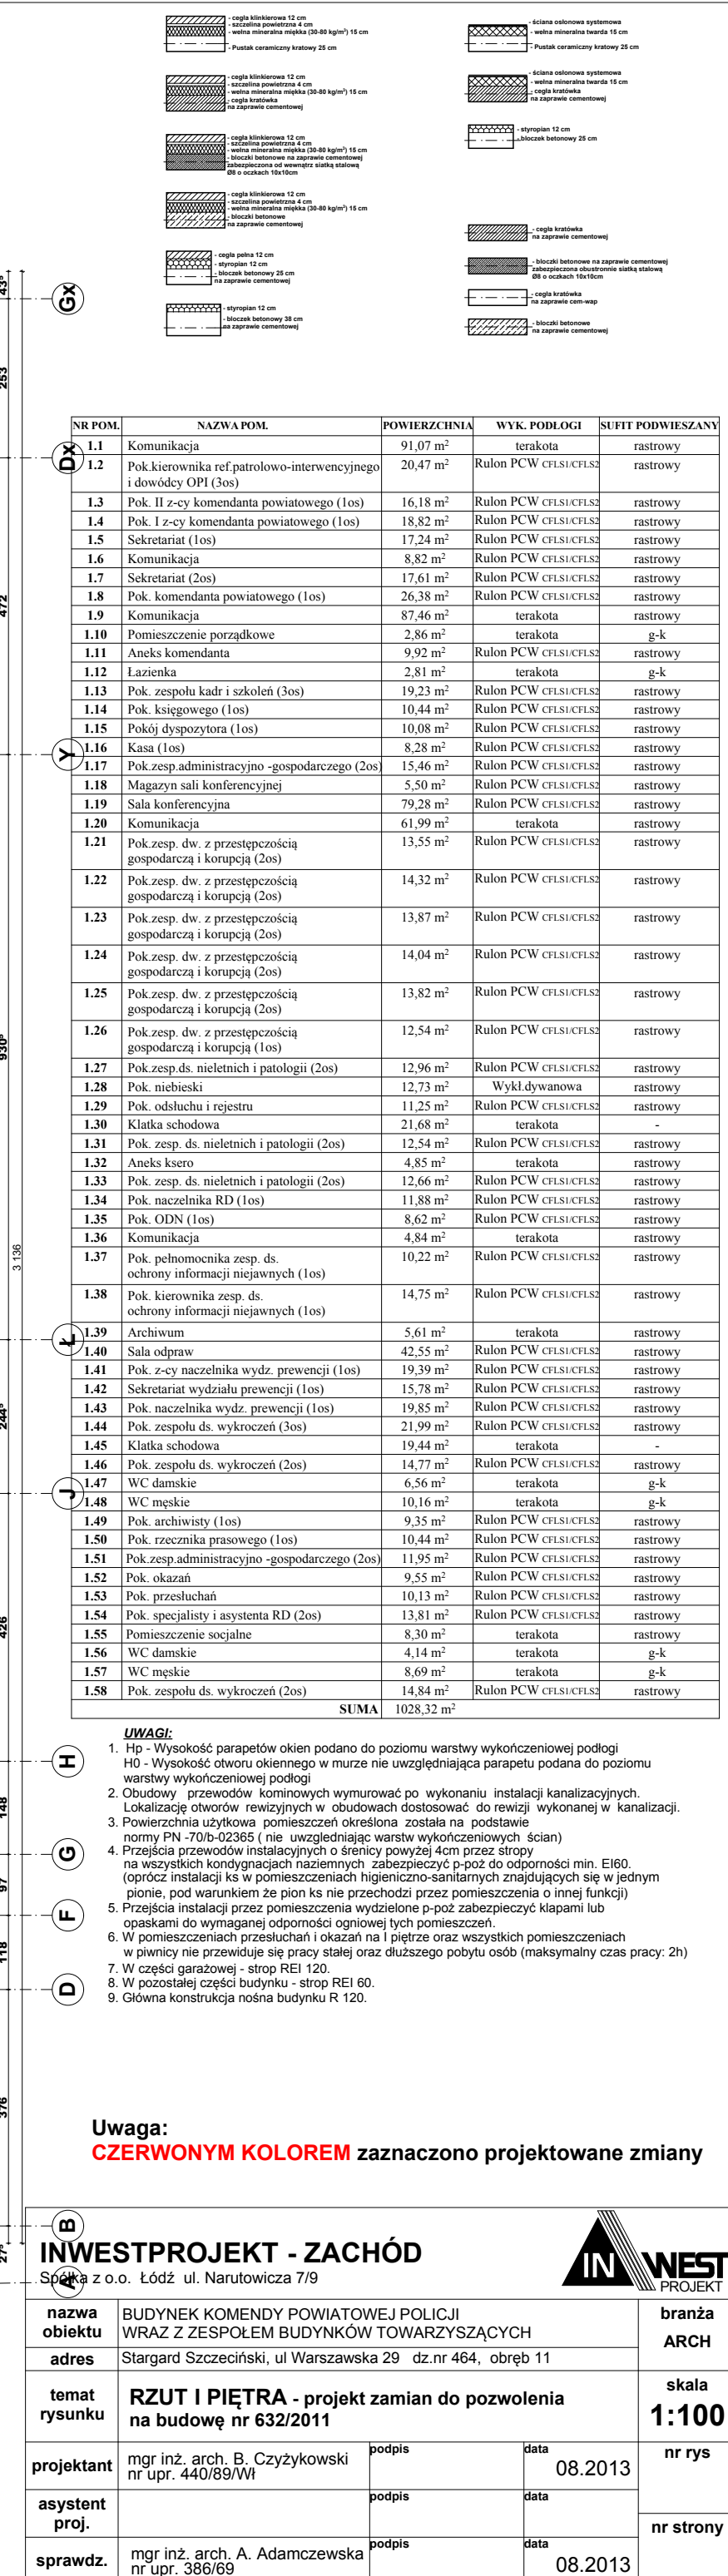 - cegła klinkierowa 12 cm
- szczelina powietrzna 4 cm
- wełna mineralna miękka (30-80 kg/m³) 15 cm
- Pustak ceramiczny kratowy 25 cm
- ściana osłonowa systemowa
- wełna mineralna twarda 15 cm
- Pustak ceramiczny kratowy 25 cm
- cegła klinkierowa 12 cm
- szczelina powietrzna 4 cm
- wełna mineralna miękka (30-80 kg/m³) 15 cm
- cegła kratówka
na zaprawie cementowej
- ściana osłonowa systemowa
- wełna mineralna twarda 15 cm
- cegła kratówka
na zaprawie cementowej
- cegła klinkierowa 12 cm
- szczelina powietrzna 4 cm
- wełna mineralna miękka (30-80 kg/m³) 15 cm
- bloczki betonowe na zaprawie cementowej
zabezpieczona od wewnątrz siatką stalową
Ø8 o oczkach 10x10cm
- styropian 12 cm
- bloczek betonowy 25 cm
- cegła klinkierowa 12 cm
- szczelina powietrzna 4 cm
- wełna mineralna miękka (30-80 kg/m³) 15 cm
- bloczki betonowe
na zaprawie cementowej
- cegła kratówka
na zaprawie cementowej
- cegła pełna 12 cm
- styropian 12 cm
- bloczek betonowy 25 cm
na zaprawie cementowej
- bloczki betonowe na zaprawie cementowej
zabezpieczona obustronnie siatką stalową
Ø8 o oczkach 10x10cm
- cegła kratówka
na zaprawie cem-wap
- styropian 12 cm
- bloczek betonowy 38 cm
na zaprawie cementowej
- bloczki betonowe
na zaprawie cementowej
43⁵
Gx
253
Dx
472
Y
930⁵
3 136
Ł
244⁵
J
426
H
148
G
97
F
118
D
376
B
27⁵
A
NR POM. NAZWA POM. POWIERZCHNIA WYK. PODŁOGI SUFIT PODWIESZANY
1.1 Komunikacja 91,07 m² terakota rastrowy
1.2 Pok.kierownika ref.patrolowo-interwencyjnego 20,47 m² Rulon PCW CFLS1/CFLS2 rastrowy
i dowódcy OPI (3os)
1.3 Pok. II z-cy komendanta powiatowego (1os) 16,18 m² Rulon PCW CFLS1/CFLS2 rastrowy
1.4 Pok. I z-cy komendanta powiatowego (1os) 18,82 m² Rulon PCW CFLS1/CFLS2 rastrowy
1.5 Sekretariat (1os) 17,24 m² Rulon PCW CFLS1/CFLS2 rastrowy
1.6 Komunikacja 8,82 m² Rulon PCW CFLS1/CFLS2 rastrowy
1.7 Sekretariat (2os) 17,61 m² Rulon PCW CFLS1/CFLS2 rastrowy
1.8 Pok. komendanta powiatowego (1os) 26,38 m² Rulon PCW CFLS1/CFLS2 rastrowy
1.9 Komunikacja 87,46 m² terakota rastrowy
1.10 Pomieszczenie porządkowe 2,86 m² terakota g-k
1.11 Aneks komendanta 9,92 m² Rulon PCW CFLS1/CFLS2 rastrowy
1.12 Łazienka 2,81 m² terakota g-k
1.13 Pok. zespołu kadr i szkoleń (3os) 19,23 m² Rulon PCW CFLS1/CFLS2 rastrowy
1.14 Pok. księgowego (1os) 10,44 m² Rulon PCW CFLS1/CFLS2 rastrowy
1.15 Pokój dyspozytora (1os) 10,08 m² Rulon PCW CFLS1/CFLS2 rastrowy
1.16 Kasa (1os) 8,28 m² Rulon PCW CFLS1/CFLS2 rastrowy
1.17 Pok.zesp.administracyjno -gospodarczego (2os) 15,46 m² Rulon PCW CFLS1/CFLS2 rastrowy
1.18 Magazyn sali konferencyjnej 5,50 m² Rulon PCW CFLS1/CFLS2 rastrowy
1.19 Sala konferencyjna 79,28 m² Rulon PCW CFLS1/CFLS2 rastrowy
1.20 Komunikacja 61,99 m² terakota rastrowy
1.21 Pok.zesp. dw. z przestępczością 13,55 m² Rulon PCW CFLS1/CFLS2 rastrowy
gospodarczą i korupcją (2os)
1.22 Pok.zesp. dw. z przestępczością 14,32 m² Rulon PCW CFLS1/CFLS2 rastrowy
gospodarczą i korupcją (2os)
1.23 Pok.zesp. dw. z przestępczością 13,87 m² Rulon PCW CFLS1/CFLS2 rastrowy
gospodarczą i korupcją (2os)
1.24 Pok.zesp. dw. z przestępczością 14,04 m² Rulon PCW CFLS1/CFLS2 rastrowy
gospodarczą i korupcją (2os)
1.25 Pok.zesp. dw. z przestępczością 13,82 m² Rulon PCW CFLS1/CFLS2 rastrowy
gospodarczą i korupcją (2os)
1.26 Pok.zesp. dw. z przestępczością 12,54 m² Rulon PCW CFLS1/CFLS2 rastrowy
gospodarczą i korupcją (1os)
1.27 Pok.zesp.ds. nieletnich i patologii (2os) 12,96 m² Rulon PCW CFLS1/CFLS2 rastrowy
1.28 Pok. niebieski 12,73 m² Wykł.dywanowa rastrowy
1.29 Pok. odsłuchu i rejestru 11,25 m² Rulon PCW CFLS1/CFLS2 rastrowy
1.30 Klatka schodowa 21,68 m² terakota -
1.31 Pok. zesp. ds. nieletnich i patologii (2os) 12,54 m² Rulon PCW CFLS1/CFLS2 rastrowy
1.32 Aneks ksero 4,85 m² terakota rastrowy
1.33 Pok. zesp. ds. nieletnich i patologii (2os) 12,66 m² Rulon PCW CFLS1/CFLS2 rastrowy
1.34 Pok. naczelnika RD (1os) 11,88 m² Rulon PCW CFLS1/CFLS2 rastrowy
1.35 Pok. ODN (1os) 8,62 m² Rulon PCW CFLS1/CFLS2 rastrowy
1.36 Komunikacja 4,84 m² terakota rastrowy
1.37 Pok. pełnomocnika zesp. ds. 10,22 m² Rulon PCW CFLS1/CFLS2 rastrowy
ochrony informacji niejawnych (1os)
1.38 Pok. kierownika zesp. ds. 14,75 m² Rulon PCW CFLS1/CFLS2 rastrowy
ochrony informacji niejawnych (1os)
1.39 Archiwum 5,61 m² terakota rastrowy
1.40 Sala odpraw 42,55 m² Rulon PCW CFLS1/CFLS2 rastrowy
1.41 Pok. z-cy naczelnika wydz. prewencji (1os) 19,39 m² Rulon PCW CFLS1/CFLS2 rastrowy
1.42 Sekretariat wydziału prewencji (1os) 15,78 m² Rulon PCW CFLS1/CFLS2 rastrowy
1.43 Pok. naczelnika wydz. prewencji (1os) 19,85 m² Rulon PCW CFLS1/CFLS2 rastrowy
1.44 Pok. zespołu ds. wykroczeń (3os) 21,99 m² Rulon PCW CFLS1/CFLS2 rastrowy
1.45 Klatka schodowa 19,44 m² terakota -
1.46 Pok. zespołu ds. wykroczeń (2os) 14,77 m² Rulon PCW CFLS1/CFLS2 rastrowy
1.47 WC damskie 6,56 m² terakota g-k
1.48 WC męskie 10,16 m² terakota g-k
1.49 Pok. archiwisty (1os) 9,35 m² Rulon PCW CFLS1/CFLS2 rastrowy
1.50 Pok. rzecznika prasowego (1os) 10,44 m² Rulon PCW CFLS1/CFLS2 rastrowy
1.51 Pok.zesp.administracyjno -gospodarczego (2os) 11,95 m² Rulon PCW CFLS1/CFLS2 rastrowy
1.52 Pok. okazań 9,55 m² Rulon PCW CFLS1/CFLS2 rastrowy
1.53 Pok. przesłuchań 10,13 m² Rulon PCW CFLS1/CFLS2 rastrowy
1.54 Pok. specjalisty i asystenta RD (2os) 13,81 m² Rulon PCW CFLS1/CFLS2 rastrowy
1.55 Pomieszczenie socjalne 8,30 m² terakota rastrowy
1.56 WC damskie 4,14 m² terakota g-k
1.57 WC męskie 8,69 m² terakota g-k
1.58 Pok. zespołu ds. wykroczeń (2os) 14,84 m² Rulon PCW CFLS1/CFLS2 rastrowy
SUMA 1028,32 m²
UWAGI:
1. Hp - Wysokość parapetów okien podano do poziomu warstwy wykończeniowej podłogi
H0 - Wysokość otworu okiennego w murze nie uwzględniająca parapetu podana do poziomu
warstwy wykończeniowej podłogi
2. Obudowy przewodów kominowych wymurować po wykonaniu instalacji kanalizacyjnych.
Lokalizację otworów rewizyjnych w obudowach dostosować do rewizji wykonanej w kanalizacji.
3. Powierzchnia użytkowa pomieszczeń określona została na podstawie
normy PN -70/b-02365 ( nie uwzgledniając warstw wykończeniowych ścian)
4. Przejścia przewodów instalacyjnych o śrenicy powyżej 4cm przez stropy
na wszystkich kondygnacjach naziemnych zabezpieczyć p-poż do odporności min. EI60.
(oprócz instalacji ks w pomieszczeniach higieniczno-sanitarnych znajdujących się w jednym
pionie, pod warunkiem że pion ks nie przechodzi przez pomieszczenia o innej funkcji)
5. Przejścia instalacji przez pomieszczenia wydzielone p-poż zabezpieczyć klapami lub
opaskami do wymaganej odporności ogniowej tych pomieszczeń.
6. W pomieszczeniach przesłuchań i okazań na I piętrze oraz wszystkich pomieszczeniach
w piwnicy nie przewiduje się pracy stałej oraz dłuższego pobytu osób (maksymalny czas pracy: 2h)
7. W części garażowej - strop REI 120.
8. W pozostałej części budynku - strop REI 60.
9. Główna konstrukcja nośna budynku R 120.
Uwaga:
CZERWONYM KOLOREM zaznaczono projektowane zmiany
INWESTPROJEKT - ZACHÓD
Spółka z o.o. Łódź ul. Narutowicza 7/9
IN WEST
PROJEKT
nazwa obiektu
BUDYNEK KOMENDY POWIATOWEJ POLICJI
WRAZ Z ZESPOŁEM BUDYNKÓW TOWARZYSZĄCYCH
branża
ARCH
adres Stargard Szczeciński, ul Warszawska 29 dz.nr 464, obręb 11
temat rysunku
RZUT I PIĘTRA - projekt zamian do pozwolenia
na budowę nr 632/2011
skala
1:100
projektant
mgr inż. arch. B. Czyżykowski
nr upr. 440/89/Wł
podpis
data
08.2013
nr rys
asystent proj.
podpis
data
nr strony
sprawdz.
mgr inż. arch. A. Adamczewska
nr upr. 386/69
podpis
data
08.2013